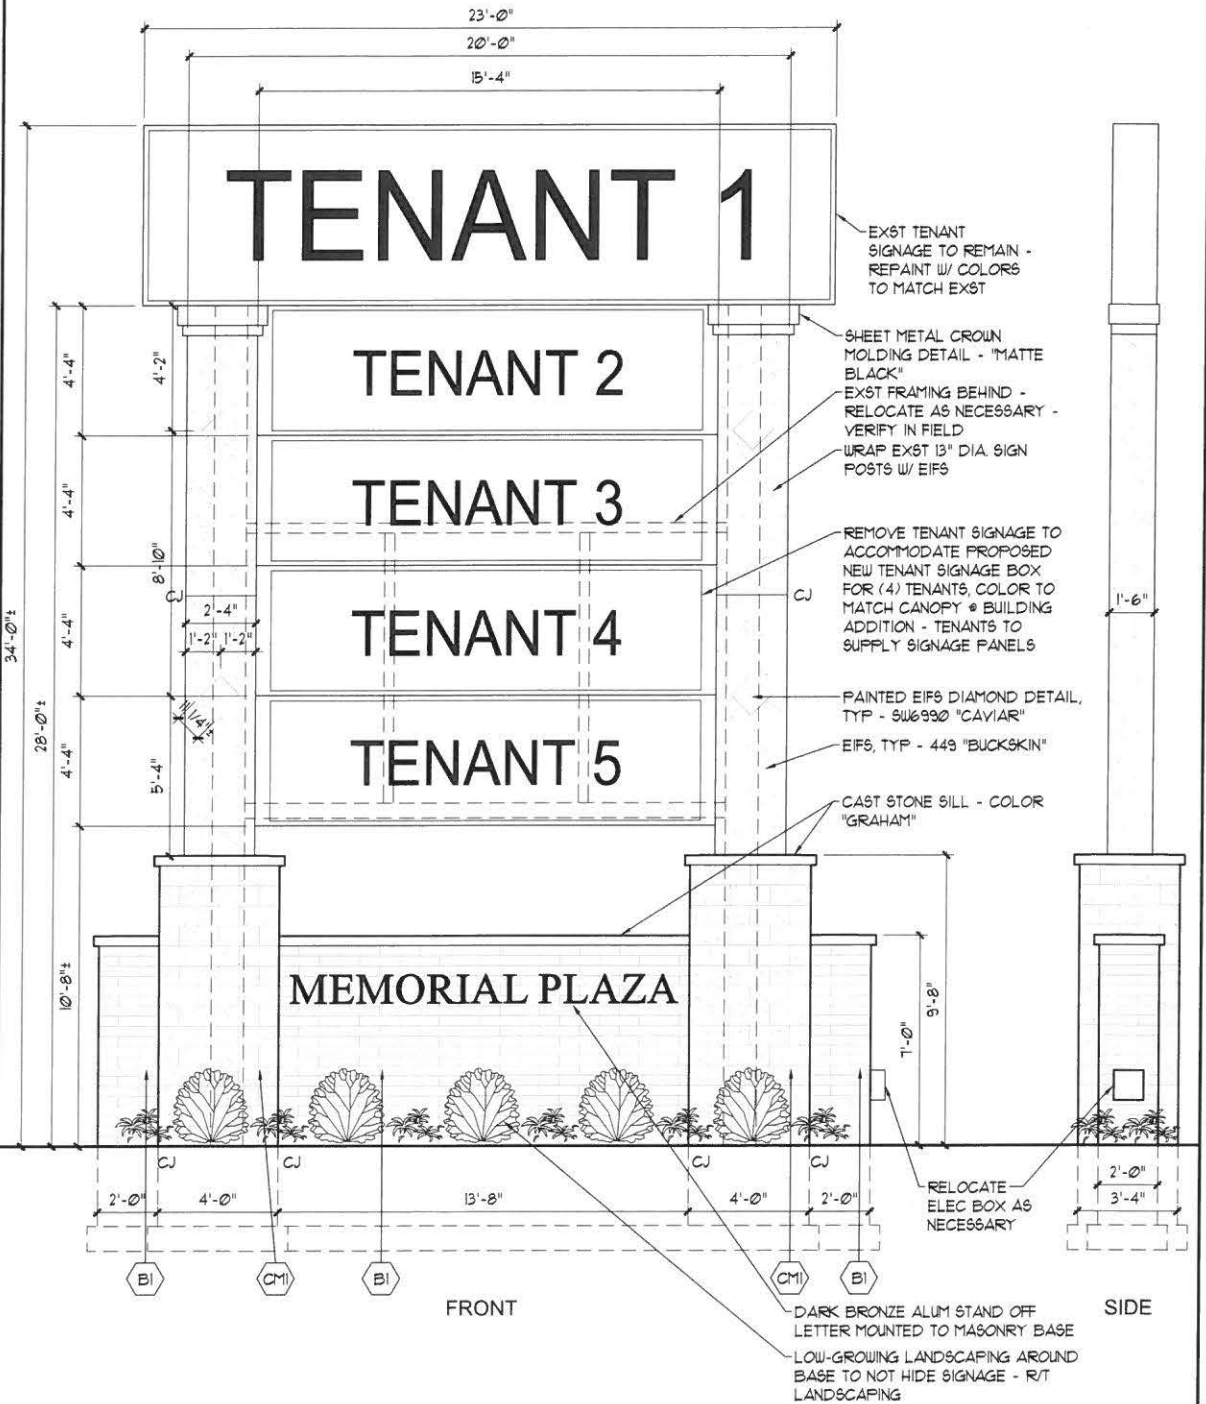 23'-0"
20'-0"
15'-4"
TENANT 1
EXST TENANT
SIGNAGE TO REMAIN -
REPAINT W/ COLORS
TO MATCH EXST
SHEET METAL CROWN
MOLDING DETAIL - "MATTE
BLACK"
4'-4"
4'-2"
TENANT 2
EXST FRAMING BEHIND -
RELOCATE AS NECESSARY -
VERIFY IN FIELD
WRAP EXST 13" DIA. SIGN
POSTS W/ EIFS
4'-4"
TENANT 3
REMOVE TENANT SIGNAGE TO
ACCOMMODATE PROPOSED
NEW TENANT SIGNAGE BOX
FOR (4) TENANTS, COLOR TO
MATCH CANOPY @ BUILDING
ADDITION - TENANTS TO
SUPPLY SIGNAGE PANELS
8'-10"
CJ
CJ
1'-6"
2'-4"
1'-2"
1'-2"
4'-4"
TENANT 4
34'-0"±
28'-0"±
11 1/4"±
PAINTED EIFS DIAMOND DETAIL,
TYP - SW6990 "CAVIAR"
EIFS, TYP - 449 "BUCKSKIN"
4'-4"
5'-4"
TENANT 5
CAST STONE SILL - COLOR
"GRAHAM"
10'-8"±
MEMORIAL PLAZA
7'-0"
9'-8"
CJ
CJ
CJ
CJ
2'-0"
4'-0"
13'-8"
4'-0"
2'-0"
RELOCATE
ELEC BOX AS
NECESSARY
2'-0"
3'-4"
B1
CM1
B1
CM1
B1
FRONT
SIDE
DARK BRONZE ALUM STAND OFF
LETTER MOUNTED TO MASONRY BASE
LOW-GROWING LANDSCAPING AROUND
BASE TO NOT HIDE SIGNAGE - R/T
LANDSCAPING